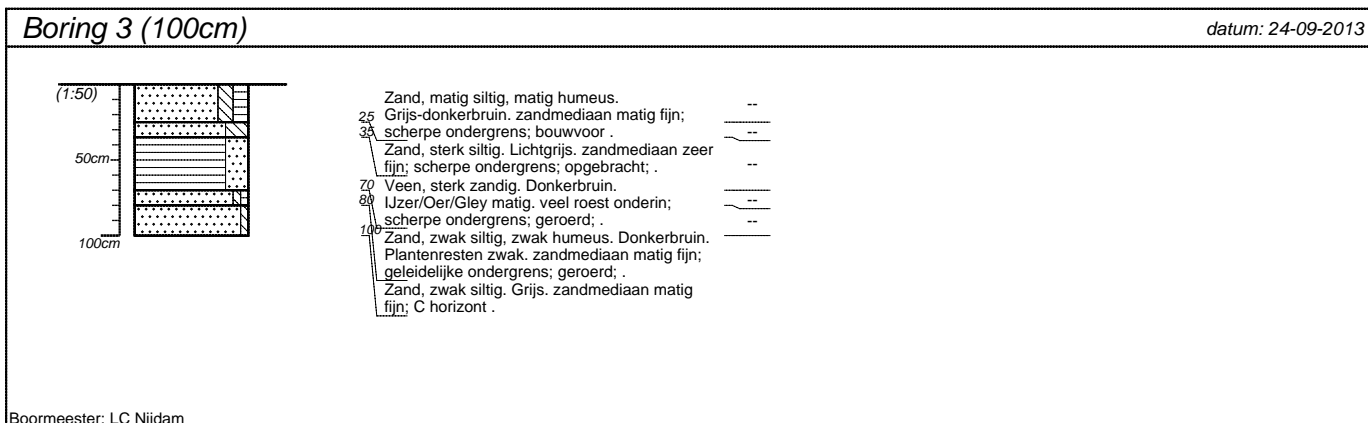 Boring 3 (100cm)
datum: 24-09-2013
(1:50)
50cm
100cm
25
35
70
80
100
Zand, matig siltig, matig humeus.
Grijs-donkerbruin. zandmediaan matig fijn;
scherpe ondergrens; bouwvoor .
Zand, sterk siltig. Lichtgrijs. zandmediaan zeer
fijn; scherpe ondergrens; opgebracht; .
Veen, sterk zandig. Donkerbruin.
IJzer/Oer/Gley matig. veel roest onderin;
scherpe ondergrens; geroerd; .
Zand, zwak siltig, zwak humeus. Donkerbruin.
Plantenresten zwak. zandmediaan matig fijn;
geleidelijke ondergrens; geroerd; .
Zand, zwak siltig. Grijs. zandmediaan matig
fijn; C horizont .
--
--
--
--
--
Boormeester: LC Nijdam